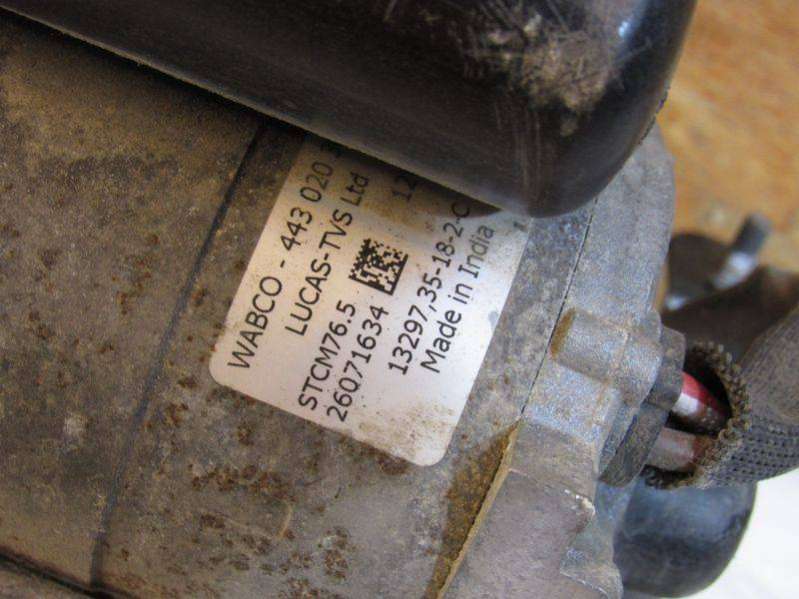 WABCO - 443 020
LUCAS-TVS Ltd
STCM76.5
26071634
13297,35-18-2-C
Made in India